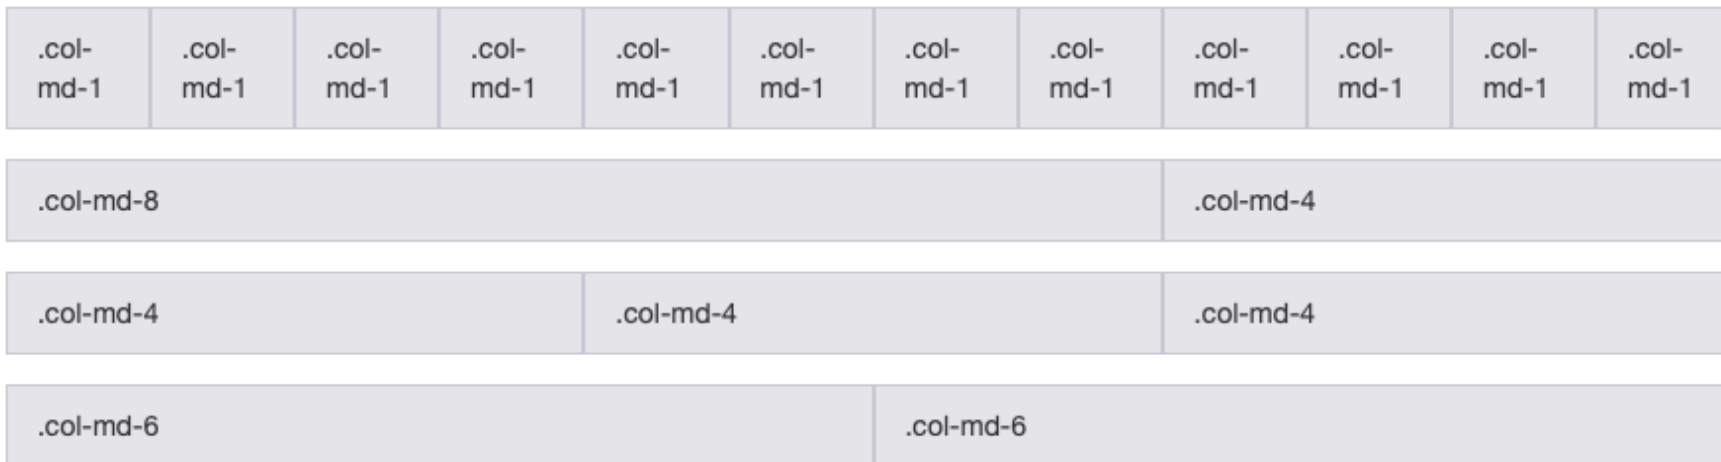 .col- .col- .col- .col- .col- .col- .col- .col- .col- .col- .col- .col-
md-1 md-1 md-1 md-1 md-1 md-1 md-1 md-1 md-1 md-1 md-1 md-1
.col-md-8 .col-md-4
.col-md-4 .col-md-4 .col-md-4
.col-md-6 .col-md-6